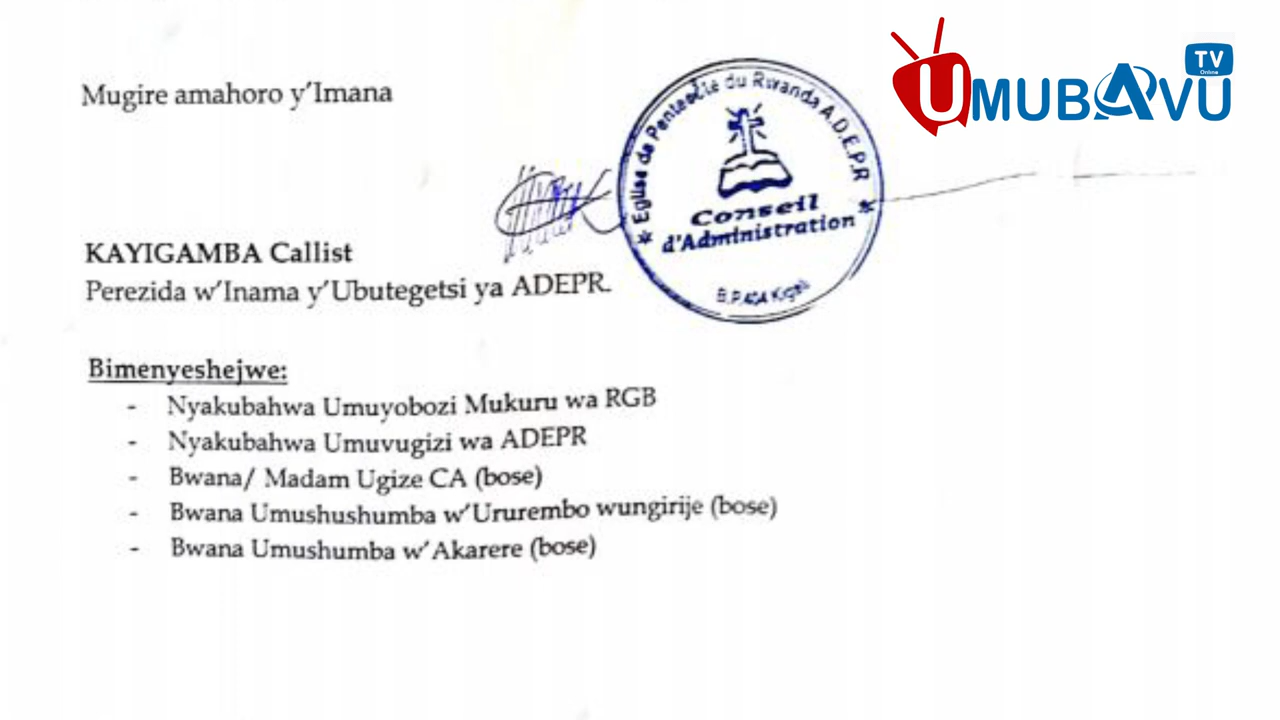 UMUBAVU
TV
Online
Mugire amahoro y'Imana
* Eglise de Pentecôte du Rwanda A.D.E.P.R *
Conseil
d'Administration
B.P. Kigali
KAYIGAMBA Callist
Perezida w'Inama y'Ubutegetsi ya ADEPR.
Bimenyeshejwe:
- Nyakubahwa Umuyobozi Mukuru wa RGB
- Nyakubahwa Umuvugizi wa ADEPR
- Bwana/ Madam Ugize CA (bose)
- Bwana Umushushumba w'Ururembo wungirije (bose)
- Bwana Umushumba w'Akarere (bose)